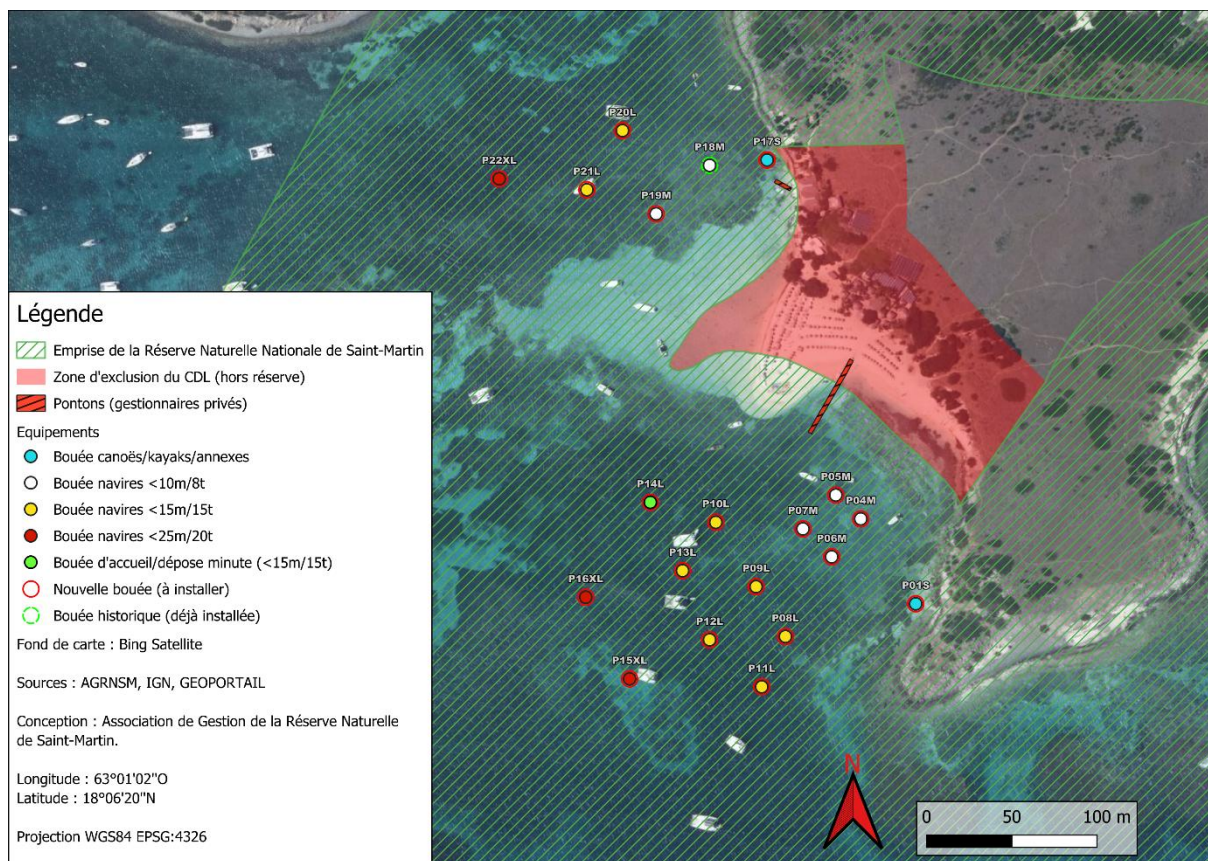 P20L
P18M
P17S
P22XL
P21L
P19M
Légende
Emprise de la Réserve Naturelle Nationale de Saint-Martin
Zone d'exclusion du CDL (hors réserve)
Pontons (gestionnaires privés)
Equipements
Bouée canoës/kayaks/annexes
Bouée navires <10m/8t
Bouée navires <15m/15t
Bouée navires <25m/20t
Bouée d'accueil/dépose minute (<15m/15t)
Nouvelle bouée (à installer)
Bouée historique (déjà installée)
Fond de carte : Bing Satellite
Sources : AGRNSM, IGN, GEOPORTAIL
Conception : Association de Gestion de la Réserve Naturelle
de Saint-Martin.
Longitude : 63°01'02"O
Latitude : 18°06'20"N
Projection WGS84 EPSG:4326
P05M
P14L
P04M
P10L
P07M
P06M
P13L
P09L
P16XL
P01S
P12L
P08L
P15XL
P11L
N
0 50 100 m